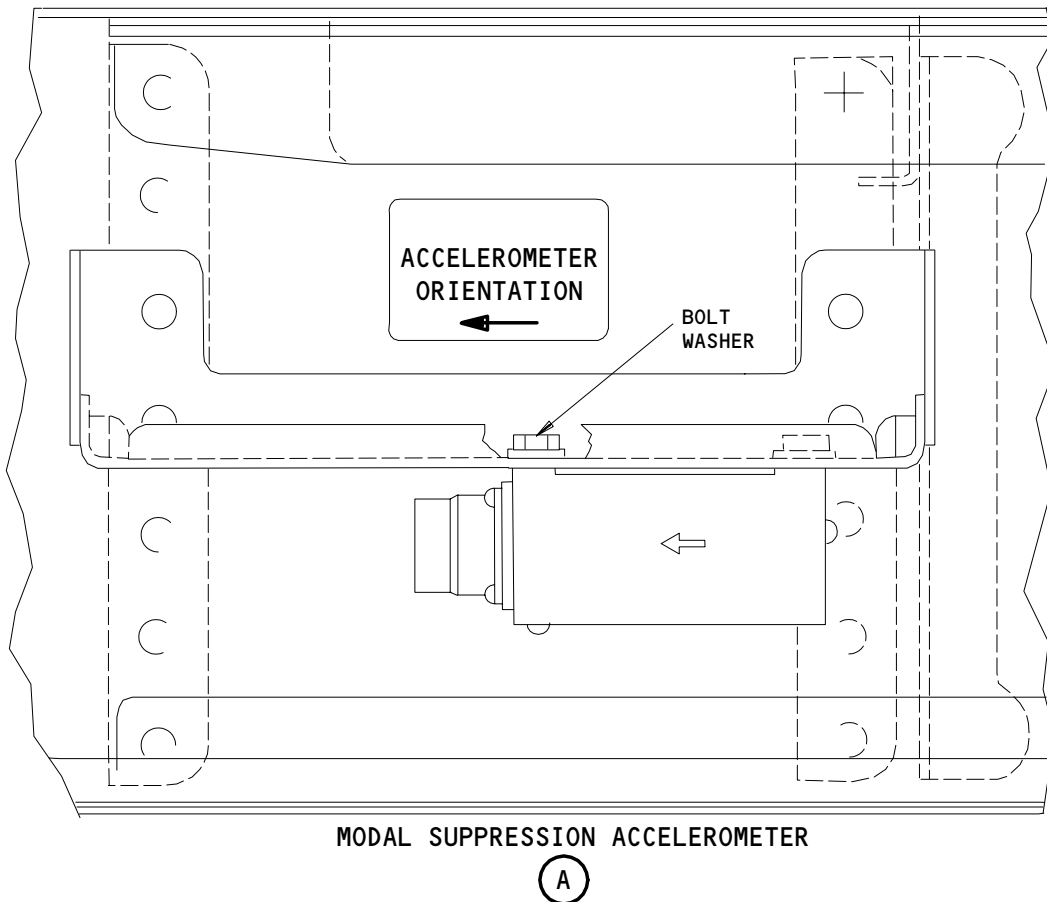 ACCELEROMETER
ORIENTATION
BOLT
WASHER
MODAL SUPPRESSION ACCELEROMETER
A